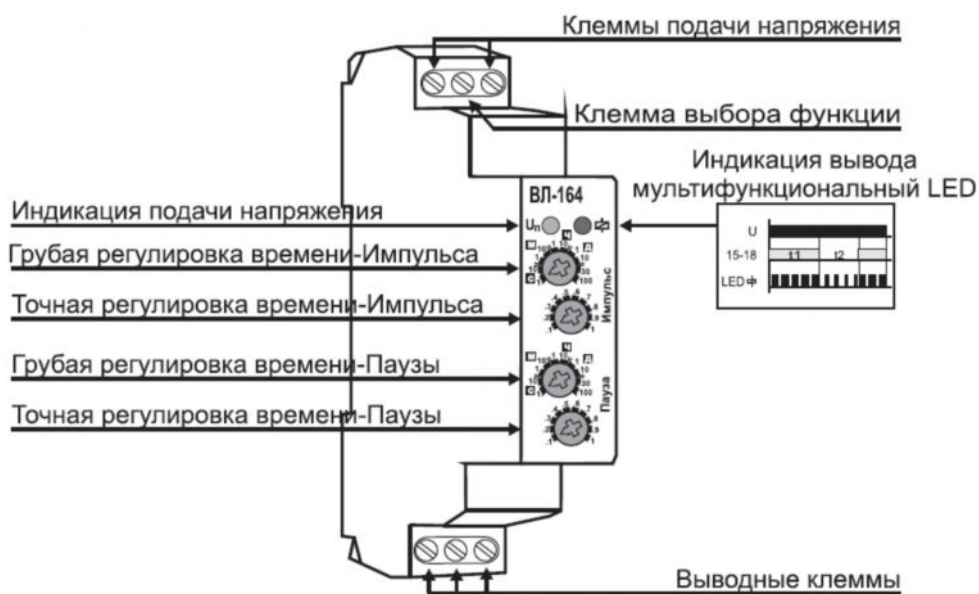 Клеммы подачи напряжения
Клемма выбора функции
Индикация вывода
мультифункциональный LED
U
15-18 t1 t2
LED
ВЛ-164
Un
Индикация подачи напряжения
Грубая регулировка времени-Импульса
Точная регулировка времени-Импульса
Импульс
Грубая регулировка времени-Паузы
Точная регулировка времени-Паузы
Пауза
Выводные клеммы